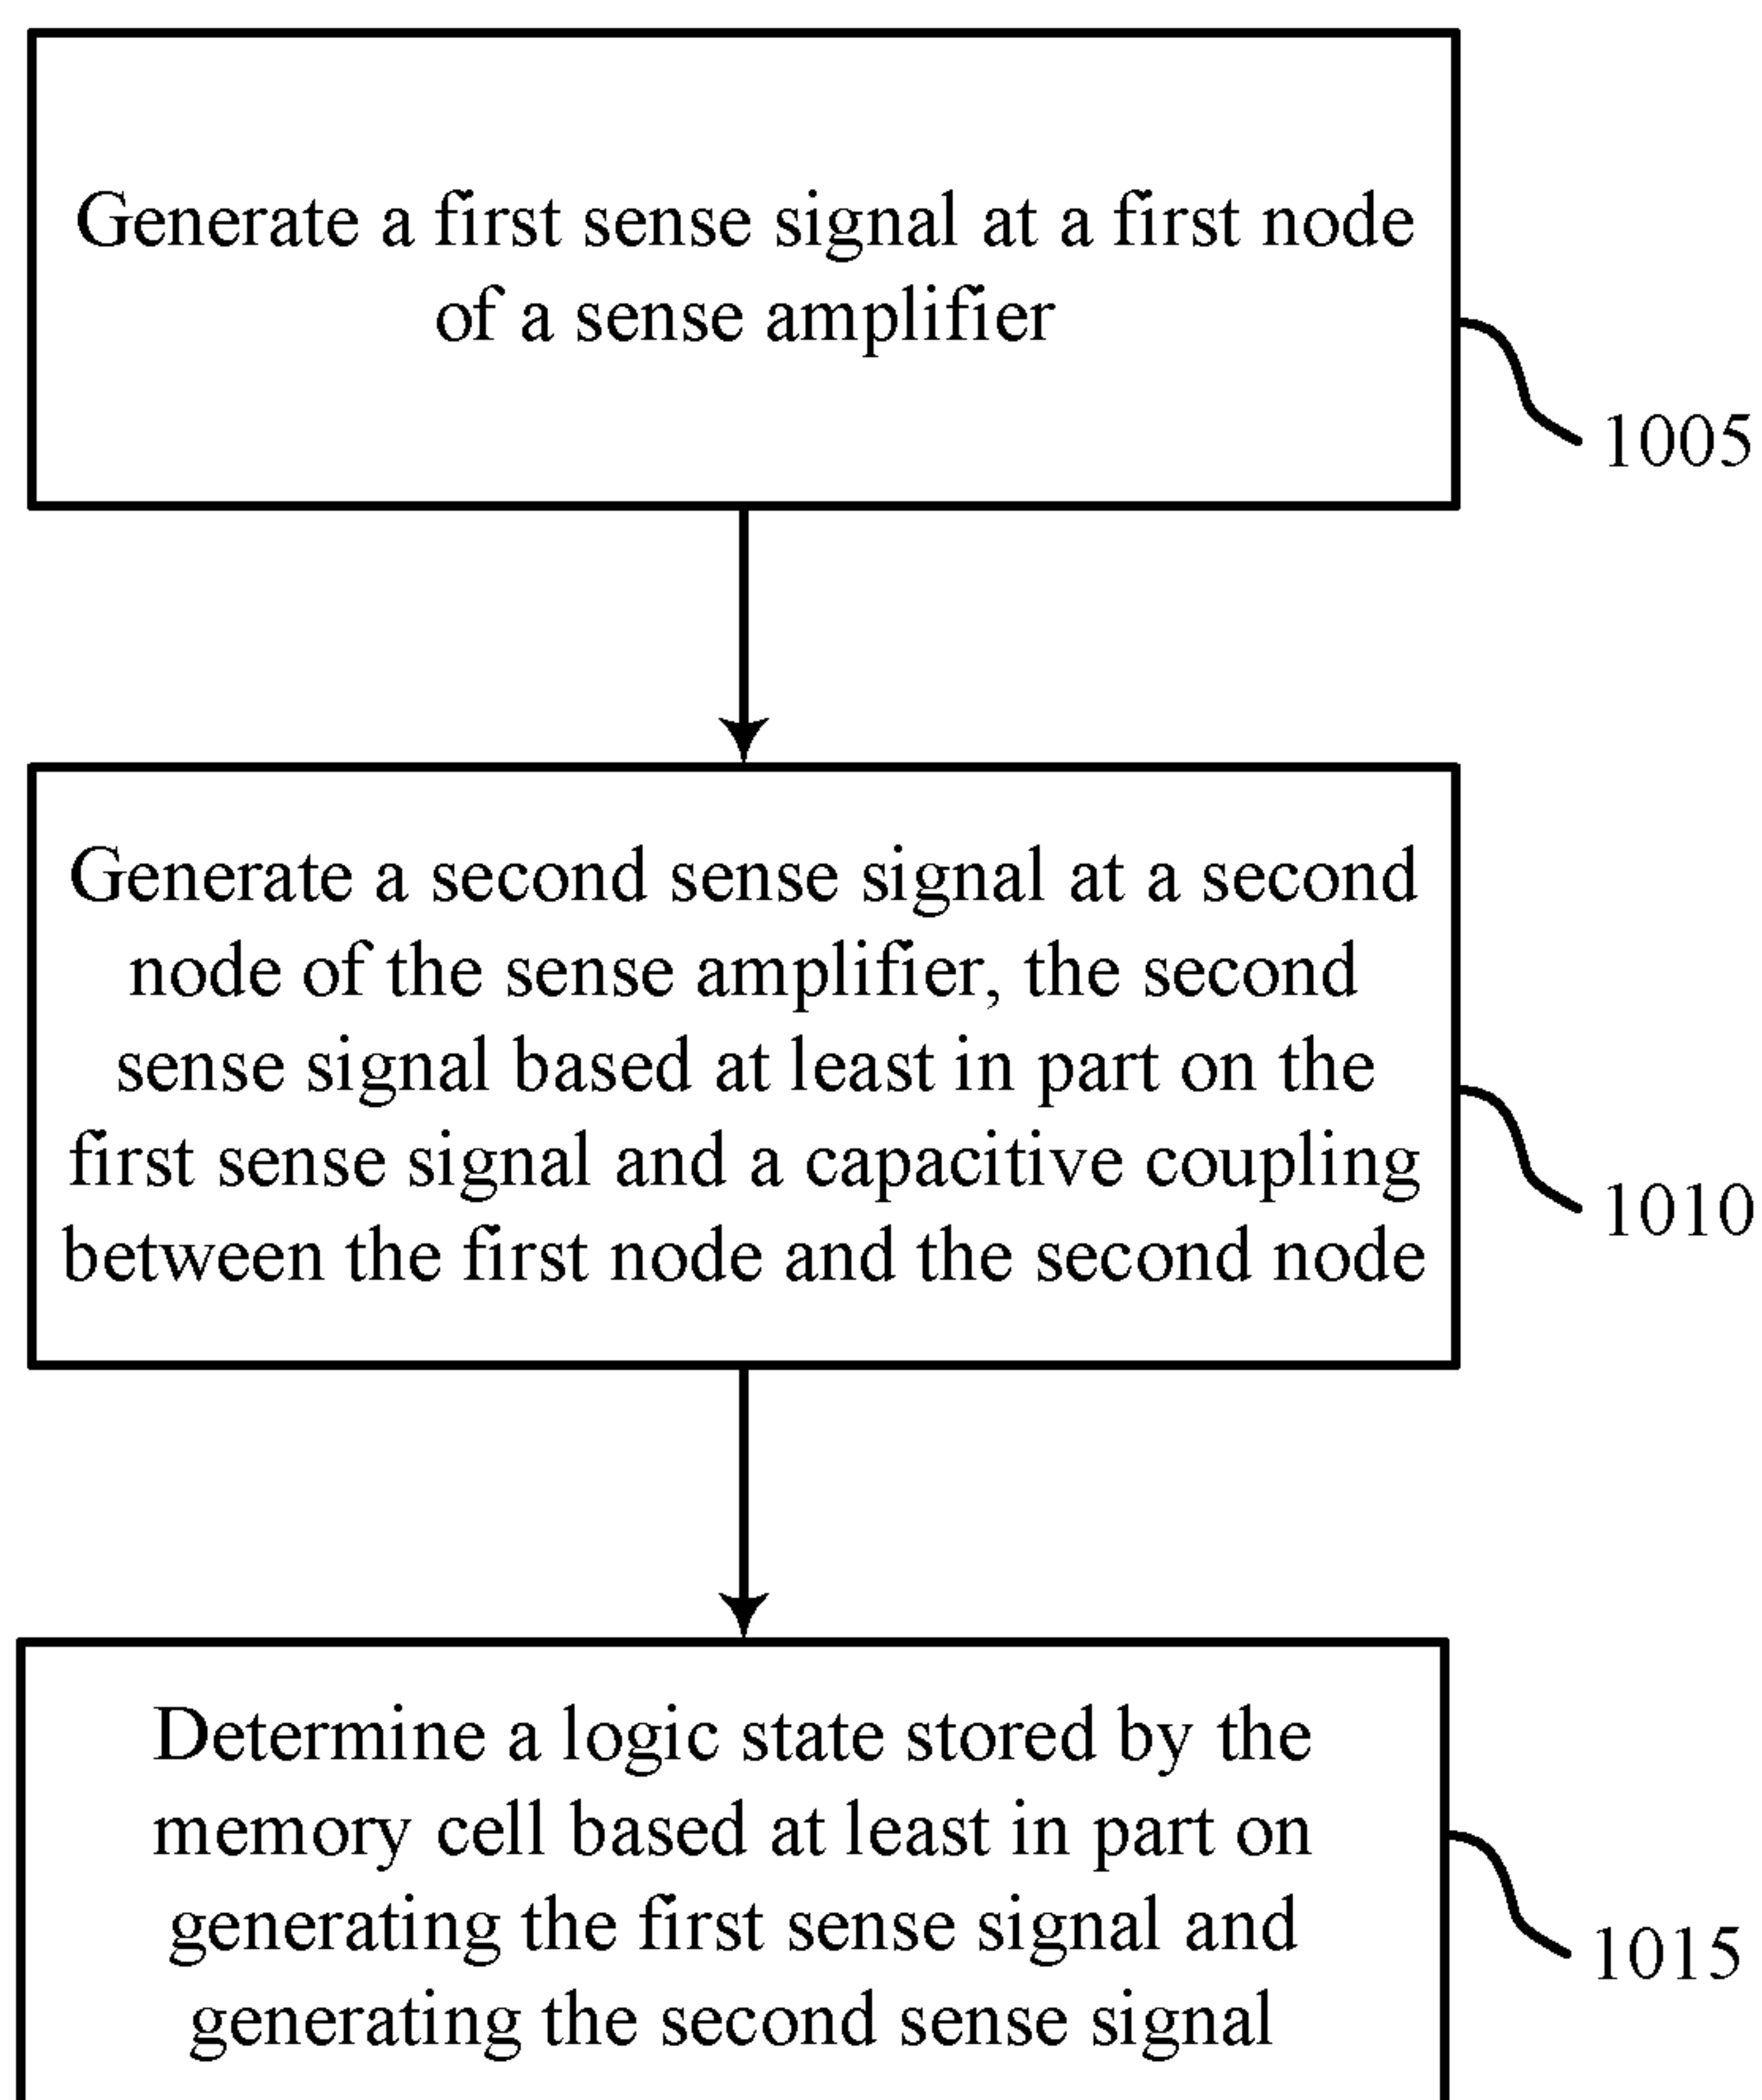 Generate a first sense signal at a first node
of a sense amplifier
1005
Generate a second sense signal at a second
node of the sense amplifier, the second
sense signal based at least in part on the
first sense signal and a capacitive coupling
between the first node and the second node
1010
Determine a logic state stored by the
memory cell based at least in part on
generating the first sense signal and
generating the second sense signal
1015